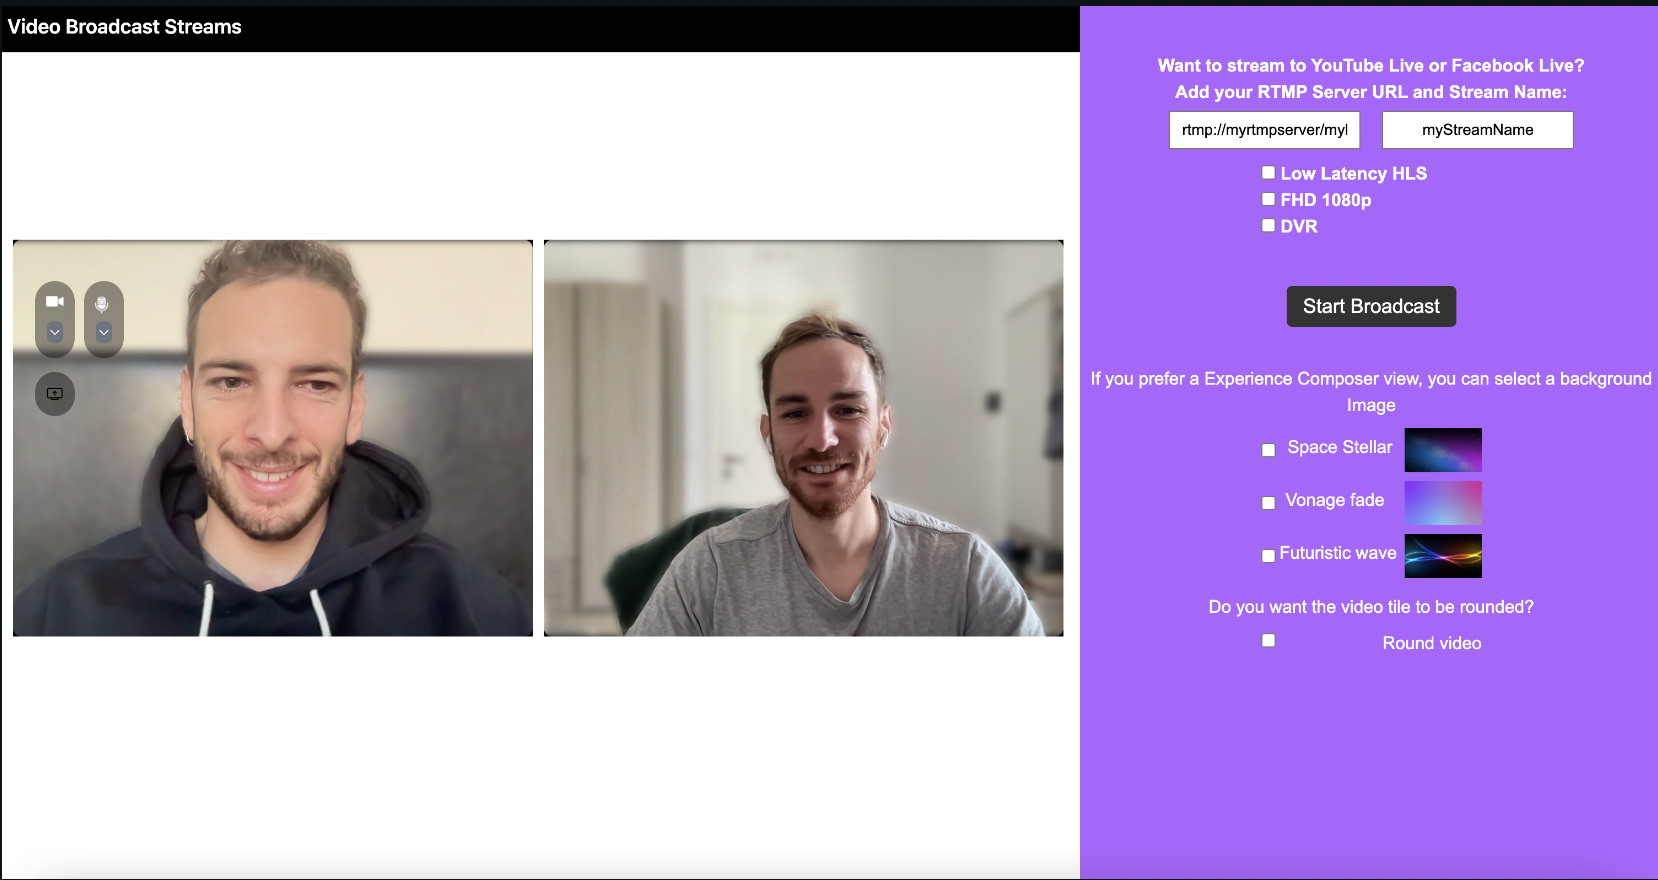 Video Broadcast Streams
Want to stream to YouTube Live or Facebook Live?
Add your RTMP Server URL and Stream Name:
rtmp://myrtmpserver/myl
myStreamName
Low Latency HLS
FHD 1080p
DVR
Start Broadcast
If you prefer a Experience Composer view, you can select a background
Image
Space Stellar
Vonage fade
Futuristic wave
Do you want the video tile to be rounded?
Round video